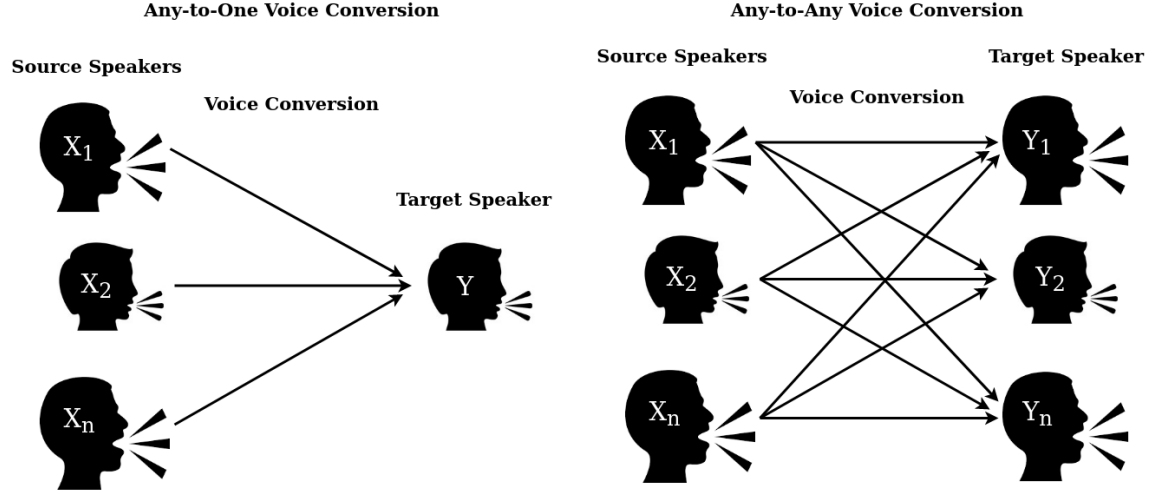 Any-to-One Voice Conversion
Source Speakers
Voice Conversion
X1
Target Speaker
X2
Y
Xn
Any-to-Any Voice Conversion
Source Speakers
Target Speaker
Voice Conversion
X1
Y1
X2
Y2
Xn
Yn